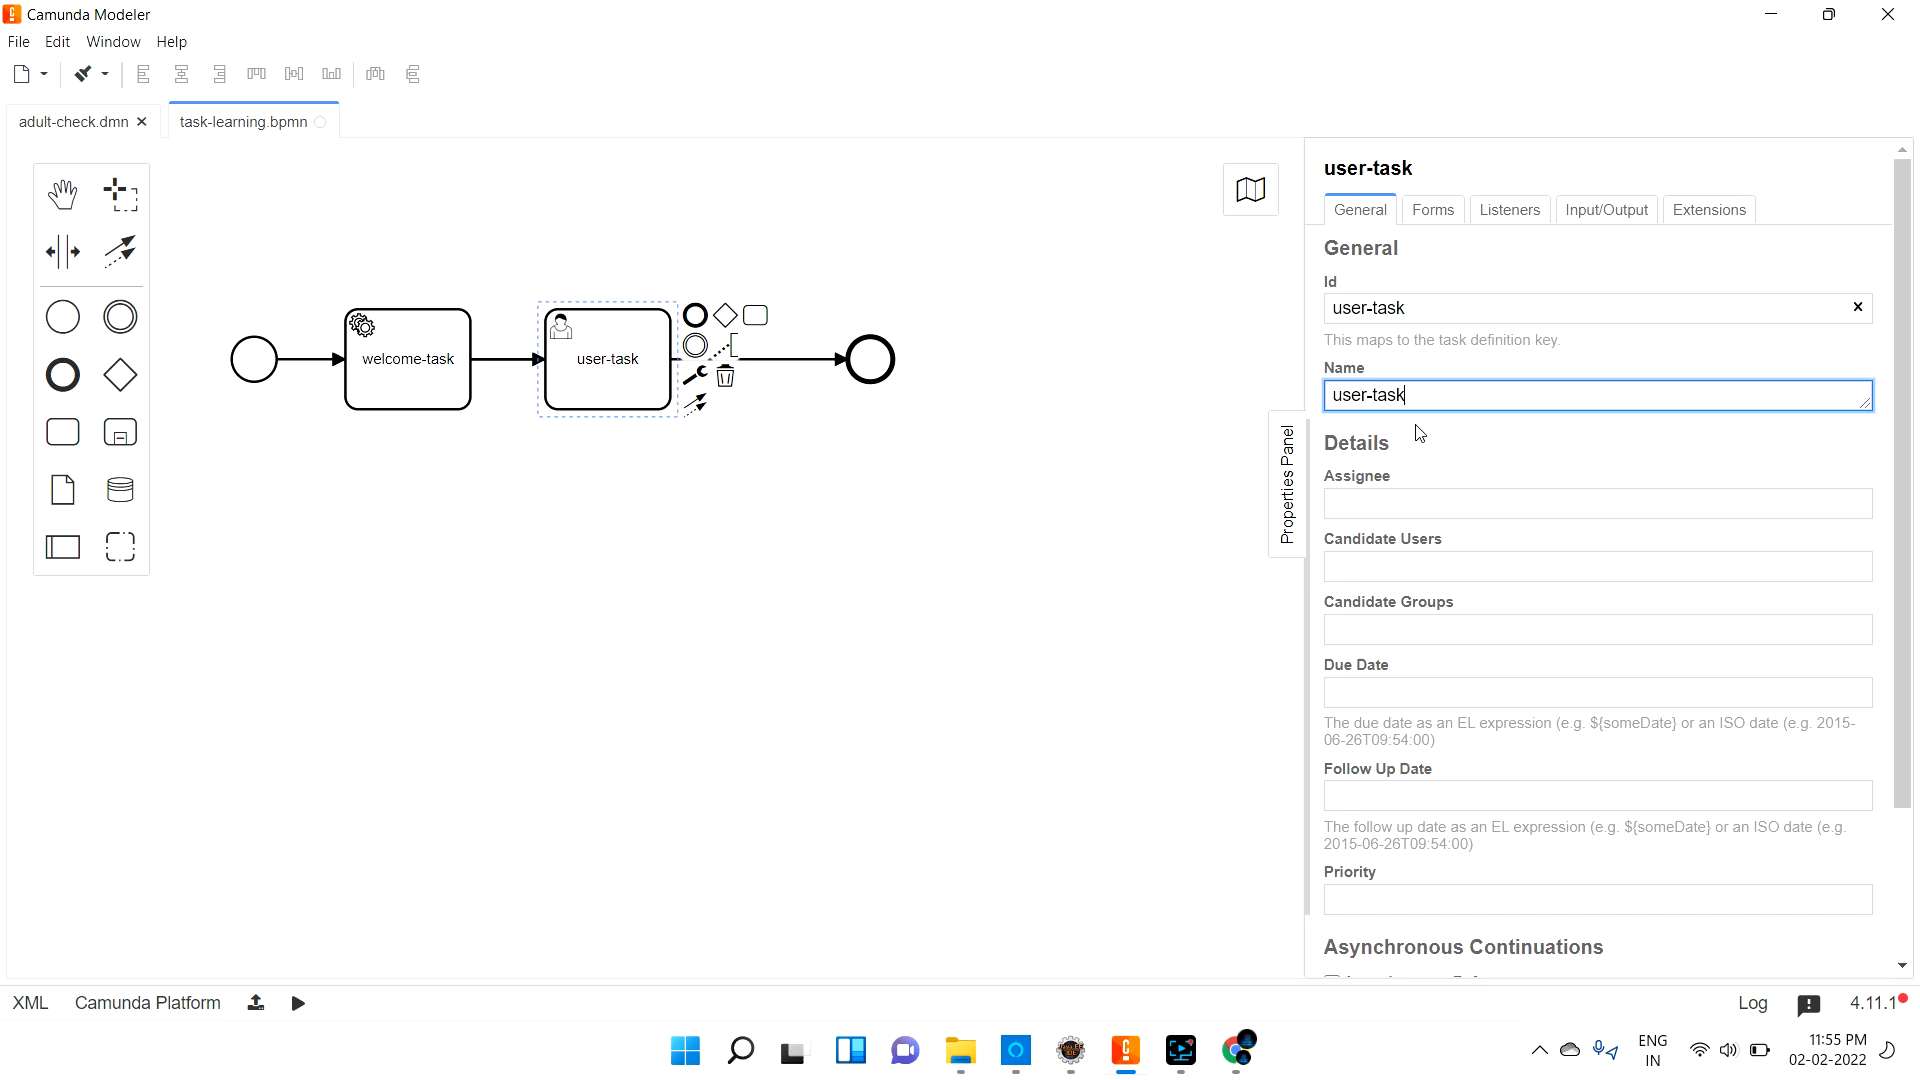 Camunda Modeler
File Edit Window Help
adult-check.dmn
task-learning.bpmn
welcome-task
user-task
Properties Panel
user-task
General Forms Listeners Input/Output Extensions
General
Id
user-task
This maps to the task definition key.
Name
user-task
Details
Assignee
Candidate Users
Candidate Groups
Due Date
The due date as an EL expression (e.g. ${someDate} or an ISO date (e.g. 2015-
06-26T09:54:00)
Follow Up Date
The follow up date as an EL expression (e.g. ${someDate} or an ISO date (e.g.
2015-06-26T09:54:00)
Priority
Asynchronous Continuations
XML Camunda Platform Log 4.11.1
ENG 11:55 PM
IN 02-02-2022